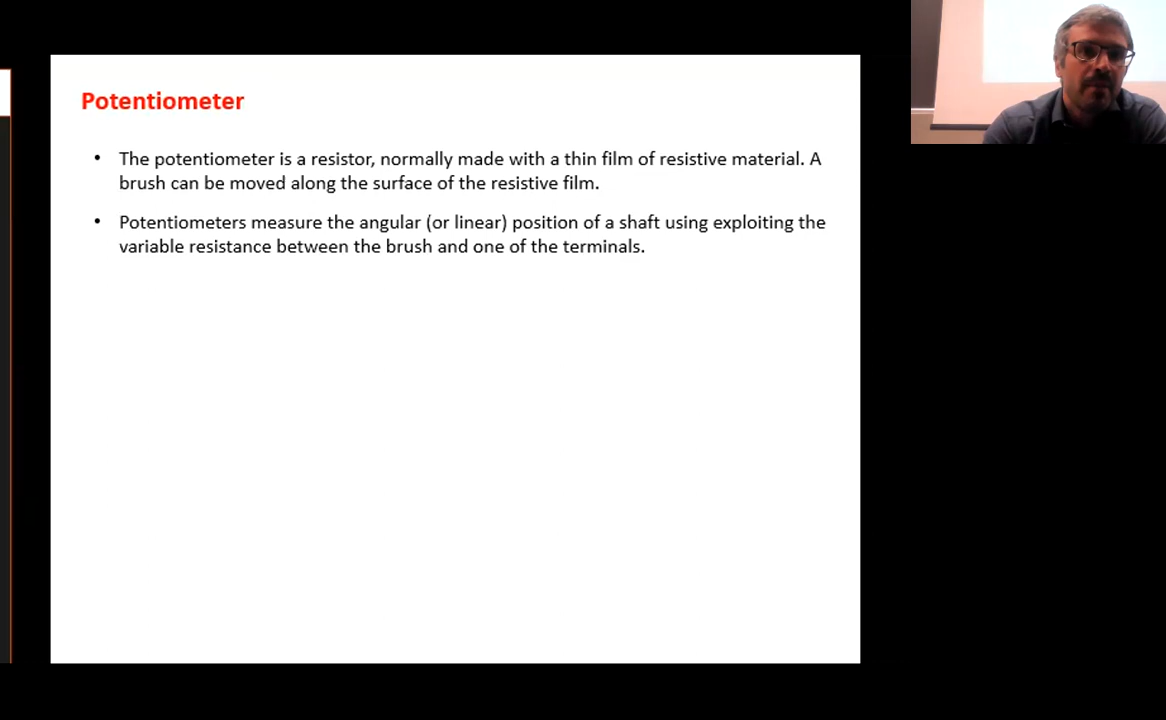 Potentiometer
• The potentiometer is a resistor, normally made with a thin film of resistive material. A
brush can be moved along the surface of the resistive film.
• Potentiometers measure the angular (or linear) position of a shaft using exploiting the
variable resistance between the brush and one of the terminals.